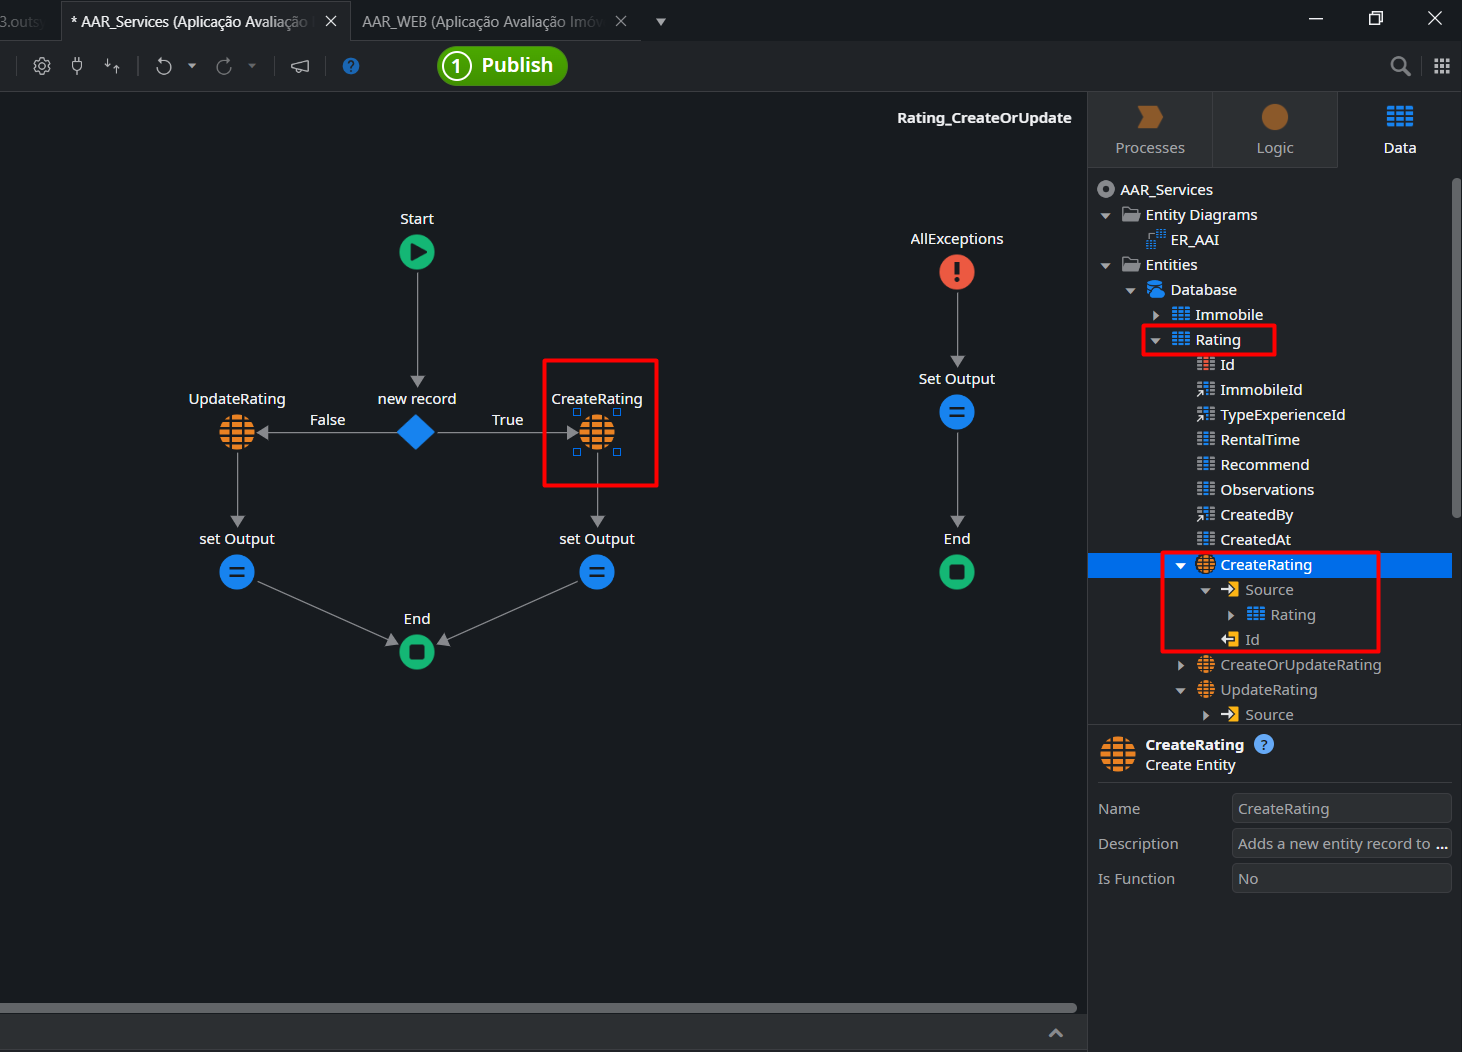 3.outsy
* AAR_Services (Aplicação Avaliação
AAR_WEB (Aplicação Avaliação Imóv
1 Publish
Rating_CreateOrUpdate
Processes
Logic
Data
Start
AllExceptions
UpdateRating
new record
CreateRating
False
True
Set Output
set Output
set Output
End
End
AAR_Services
Entity Diagrams
ER_AAI
Entities
Database
Immobile
Rating
Id
ImmobileId
TypeExperienceId
RentalTime
Recommend
Observations
CreatedBy
CreatedAt
CreateRating
Source
Rating
Id
CreateOrUpdateRating
UpdateRating
Source
CreateRating ?
Create Entity
Name CreateRating
Description Adds a new entity record to ...
Is Function No